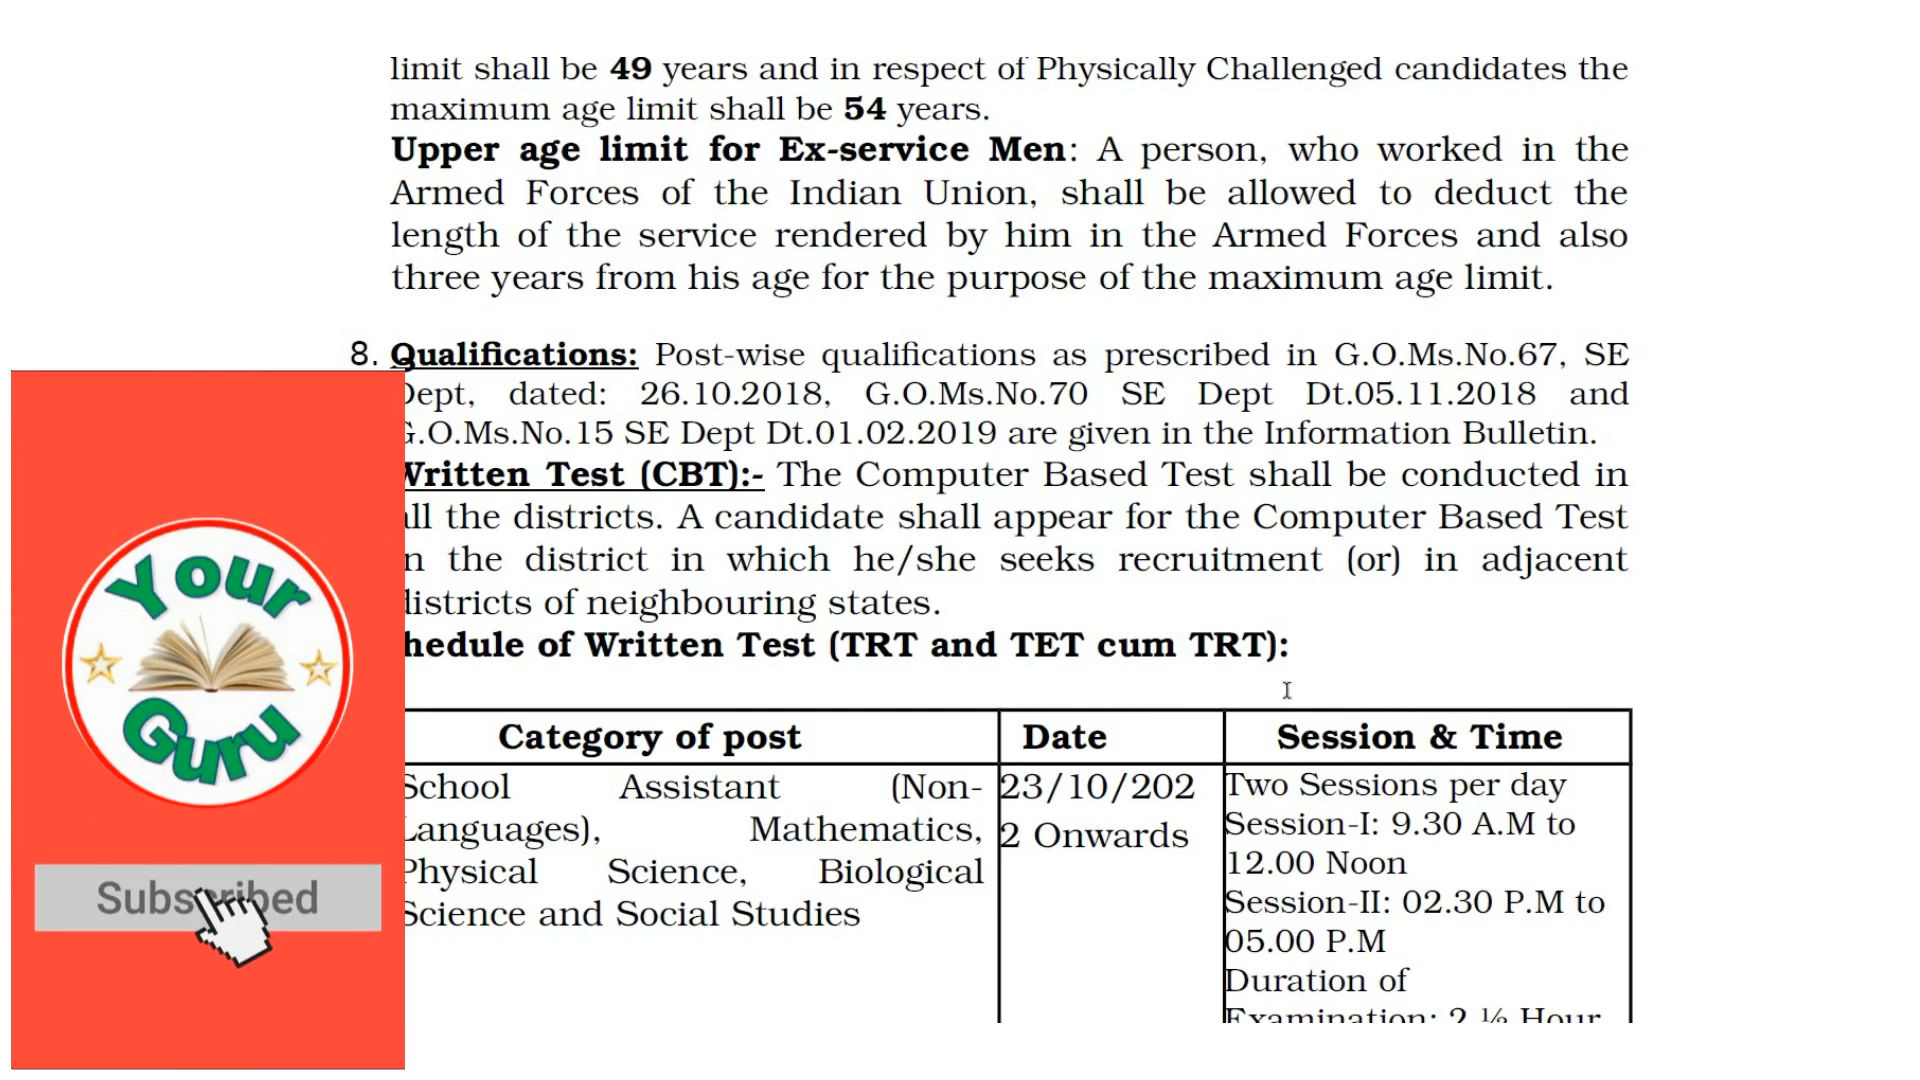 limit shall be 49 years and in respect of Physically Challenged candidates the
maximum age limit shall be 54 years.
Upper age limit for Ex-service Men: A person, who worked in the
Armed Forces of the Indian Union, shall be allowed to deduct the
length of the service rendered by him in the Armed Forces and also
three years from his age for the purpose of the maximum age limit.
8. Qualifications: Post-wise qualifications as prescribed in G.O.Ms.No.67, SE
Dept, dated: 26.10.2018, G.O.Ms.No.70 SE Dept Dt.05.11.2018 and
G.O.Ms.No.15 SE Dept Dt.01.02.2019 are given in the Information Bulletin.
Written Test (CBT):- The Computer Based Test shall be conducted in
all the districts. A candidate shall appear for the Computer Based Test
in the district in which he/she seeks recruitment (or) in adjacent
districts of neighbouring states.
hedule of Written Test (TRT and TET cum TRT):
Category of post
Date
Session & Time
School Assistant (Non-
Languages), Mathematics,
Physical Science, Biological
Science and Social Studies
23/10/202
2 Onwards
Two Sessions per day
Session-I: 9.30 A.M to
12.00 Noon
Session-II: 02.30 P.M to
05.00 P.M
Duration of
Examination: 2 ½ Hour
Your
Guru
Subscribed